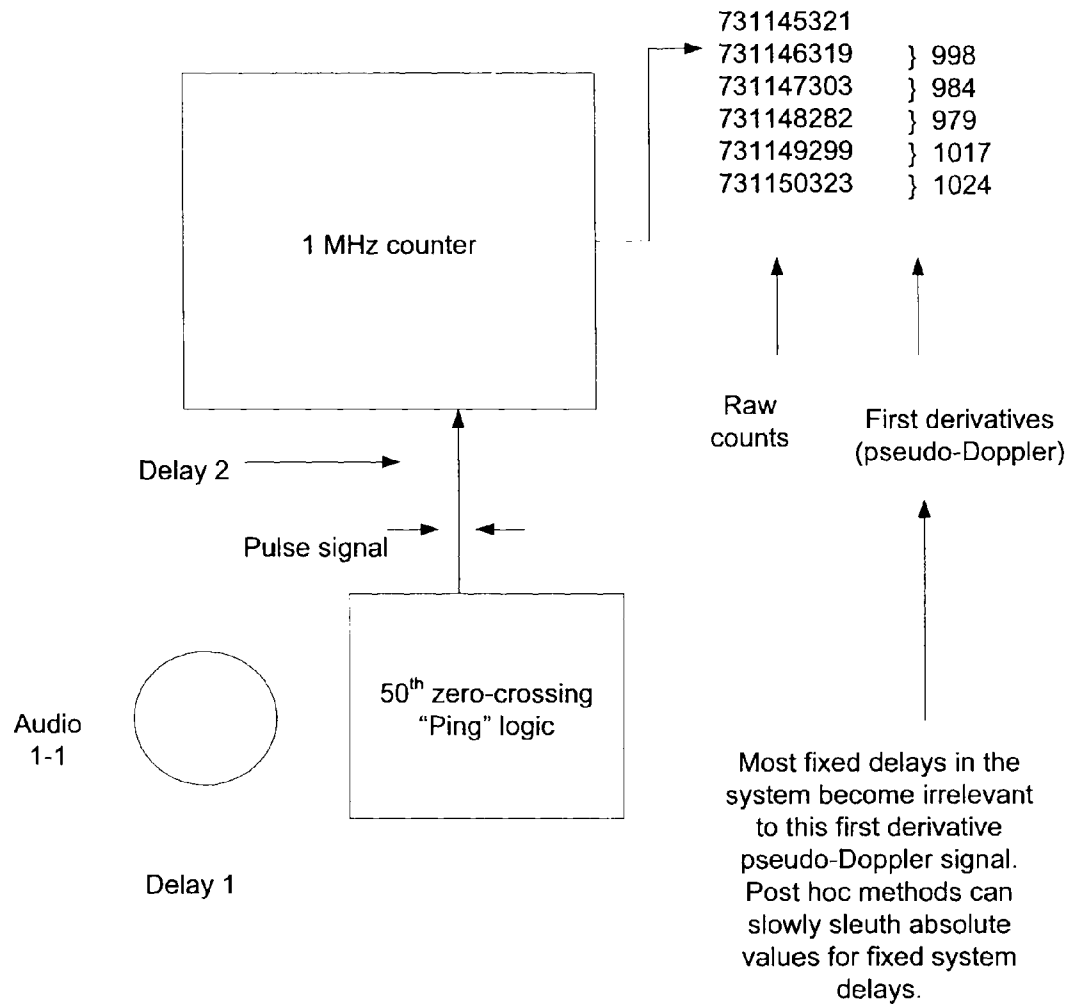 731145321
731146319 } 998
731147303 } 984
731148282 } 979
731149299 } 1017
731150323 } 1024
1 MHz counter
Raw
counts
First derivatives
(pseudo-Doppler)
Delay 2
Pulse signal
50th zero-crossing
“Ping” logic
Audio
1-1
Delay 1
Most fixed delays in the
system become irrelevant
to this first derivative
pseudo-Doppler signal.
Post hoc methods can
slowly sleuth absolute
values for fixed system
delays.